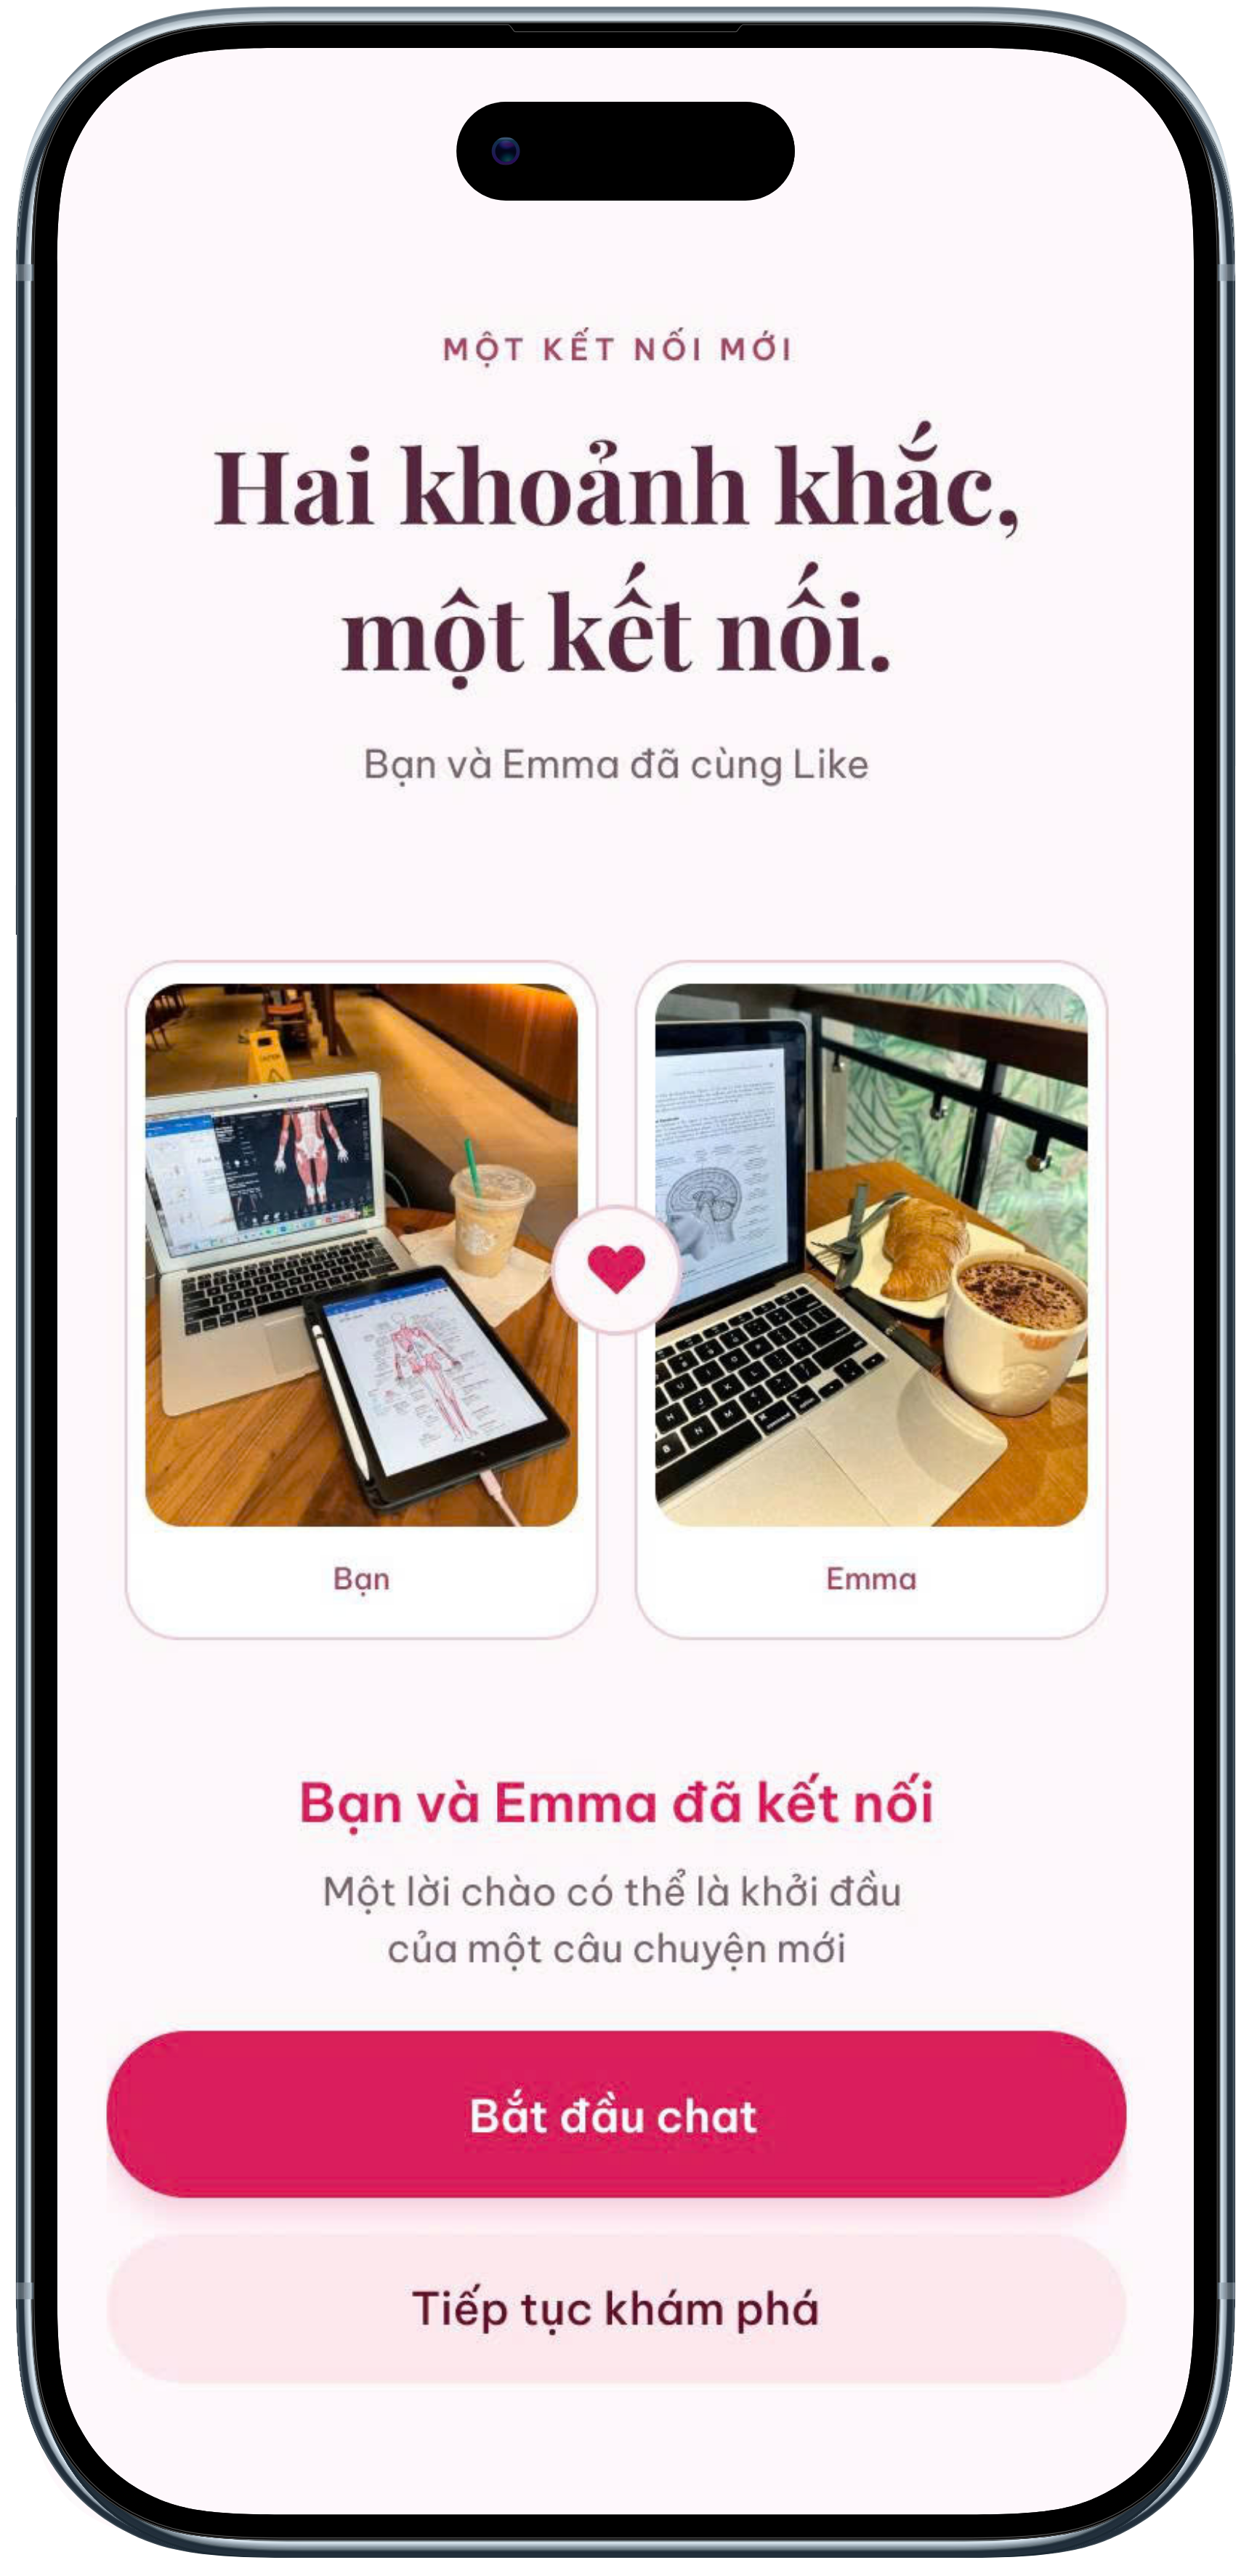 MỘT KẾT NỐI MỚI
Hai khoảnh khắc,
một kết nối.
Bạn và Emma đã cùng Like
Bạn
Emma
Bạn và Emma đã kết nối
Một lời chào có thể là khởi đầu
của một câu chuyện mới
Bắt đầu chat
Tiếp tục khám phá